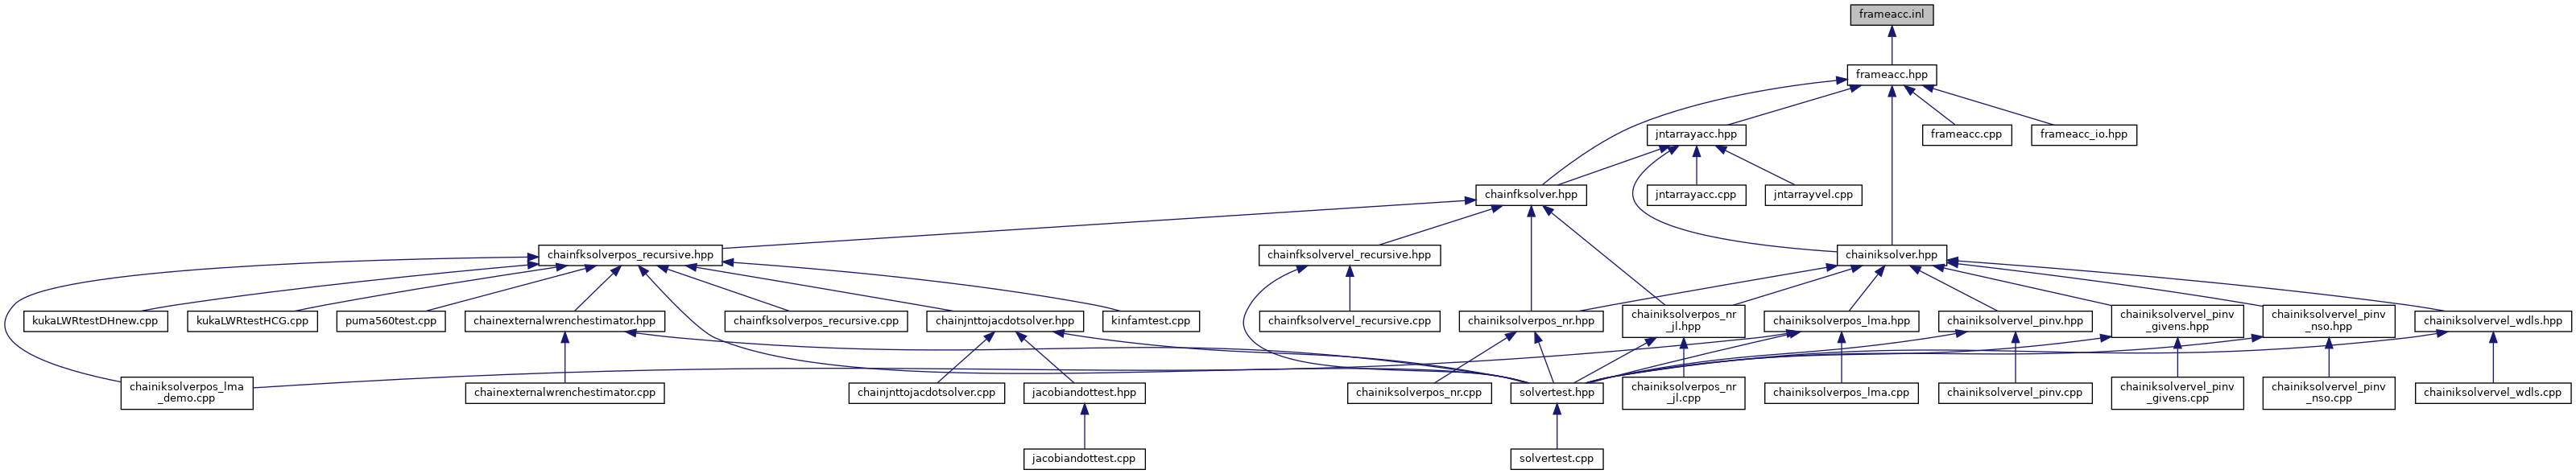 frameacc.inl
frameacc.hpp
jntarrayacc.hpp
frameacc.cpp
frameacc_io.hpp
chainfksolver.hpp
jntarrayacc.cpp
jntarrayvel.cpp
chainfksolverpos_recursive.hpp
chainfksolvervel_recursive.hpp
chainiksolver.hpp
kukaLWRtestDHnew.cpp
kukaLWRtestHCG.cpp
puma560test.cpp
chainexternalwrenchestimator.hpp
chainfksolverpos_recursive.cpp
chainjnttojacdotsolver.hpp
kinfamtest.cpp
chainfksolvervel_recursive.cpp
chainiksolverpos_nr.hpp
chainiksolverpos_nr
_jl.hpp
chainiksolverpos_lma.hpp
chainiksolvervel_pinv.hpp
chainiksolvervel_pinv
_givens.hpp
chainiksolvervel_pinv
_nso.hpp
chainiksolvervel_wdls.hpp
chainiksolverpos_lma
_demo.cpp
chainexternalwrenchestimator.cpp
chainjnttojacdotsolver.cpp
jacobiandottest.hpp
chainiksolverpos_nr.cpp
solvertest.hpp
chainiksolverpos_nr
_jl.cpp
chainiksolverpos_lma.cpp
chainiksolvervel_pinv.cpp
chainiksolvervel_pinv
_givens.cpp
chainiksolvervel_pinv
_nso.cpp
chainiksolvervel_wdls.cpp
jacobiandottest.cpp
solvertest.cpp